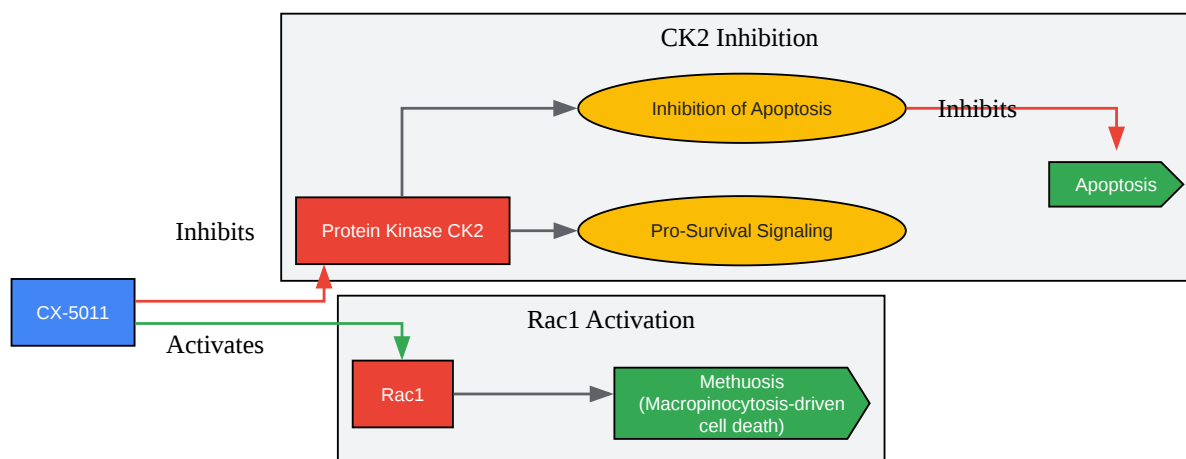 CK2 Inhibition
Inhibition of Apoptosis
Inhibits
Apoptosis
Protein Kinase CK2
Pro-Survival Signaling
Inhibits
CX-5011
Activates
Rac1 Activation
Rac1
Methuosis
(Macropinocytosis-driven
cell death)